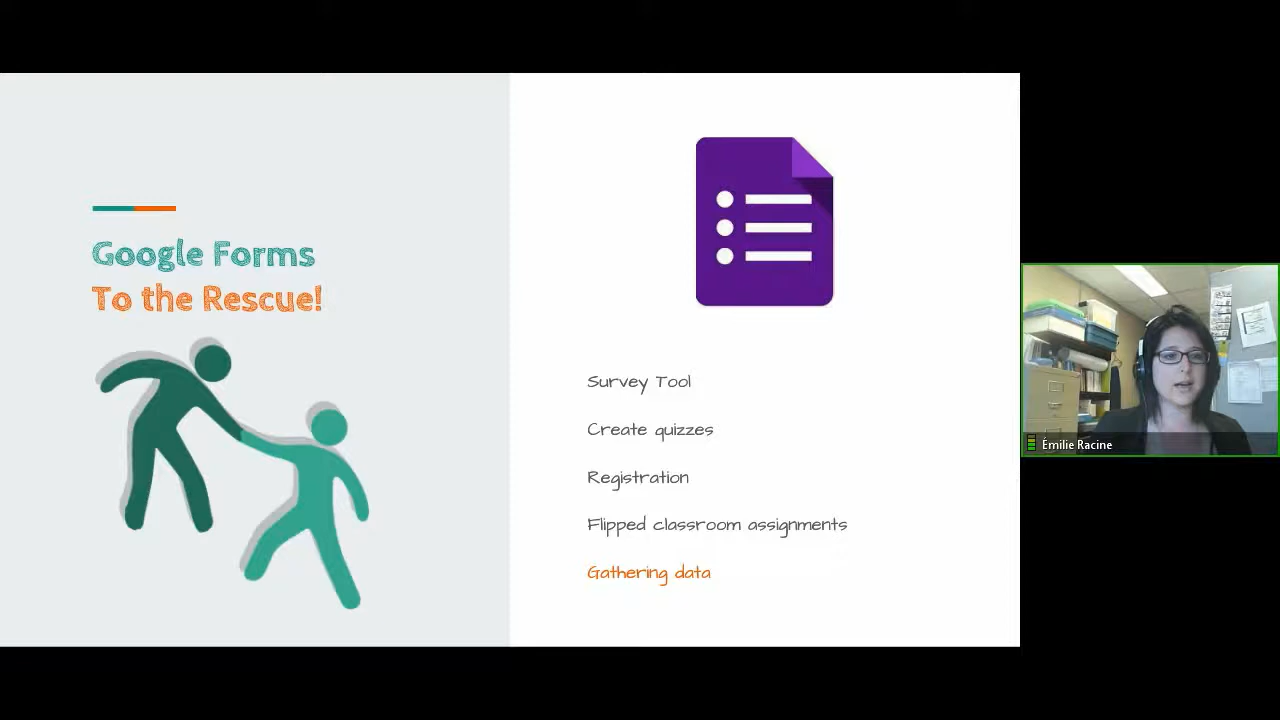 Google Forms
To the Rescue!
Survey Tool
Create quizzes
Registration
Flipped classroom assignments
Gathering data
Émilie Racine